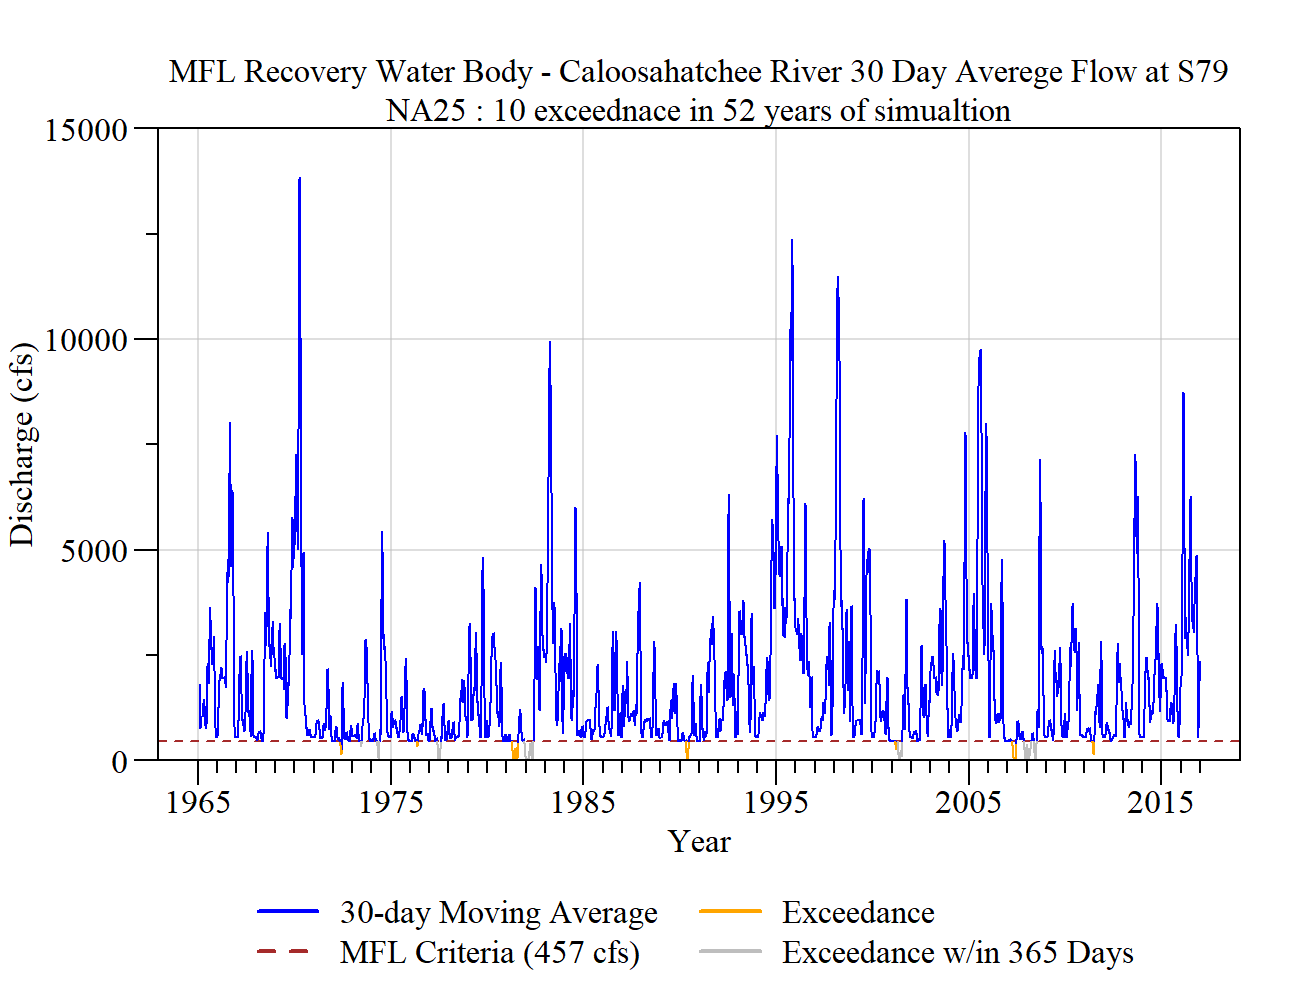 MFL Recovery Water Body - Caloosahatchee River 30 Day Averege Flow at S79
NA25 : 10 exceednace in 52 years of simualtion
15000
10000
5000
0
Discharge (cfs)
1965 1975 1985 1995 2005 2015
Year
30-day Moving Average
Exceedance
MFL Criteria (457 cfs)
Exceedance w/in 365 Days